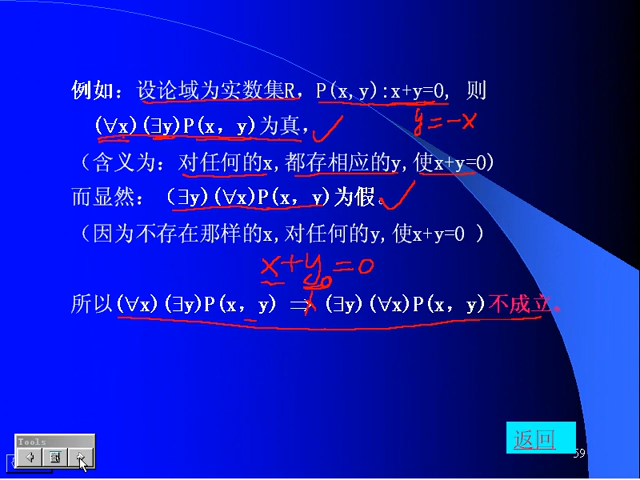 例如：设论域为实数集R，P(x,y):x+y=0, 则
(∀x)(∃y)P(x，y)为真， y=-x
（含义为：对任何的x,都存相应的y,使x+y=0)
而显然：（∃y)(∀x)P(x，y)为假。
（因为不存在那样的x,对任何的y,使x+y=0 ）
x+y=0
所以(∀x)(∃y)P(x，y) ⇒ (∃y)(∀x)P(x，y)不成立。
返回
59
Tools